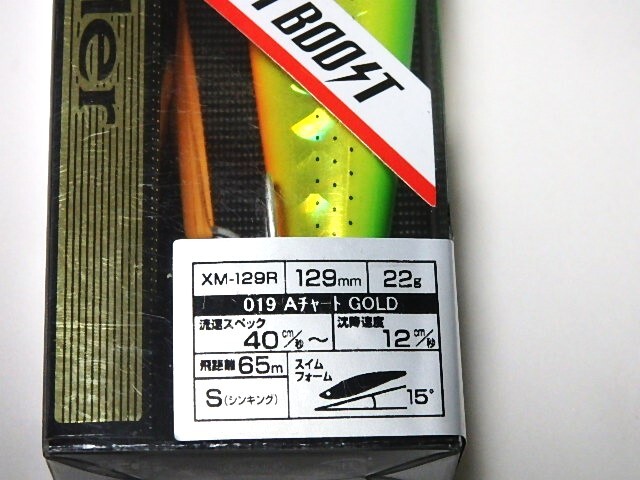 ler
BOOST
XM-129R 129mm 22g
019 Aチャート GOLD
流速スペック 沈降速度
40cm/秒～ 12cm/秒
飛距離65m スイム
フォーム
S(シンキング) 15°